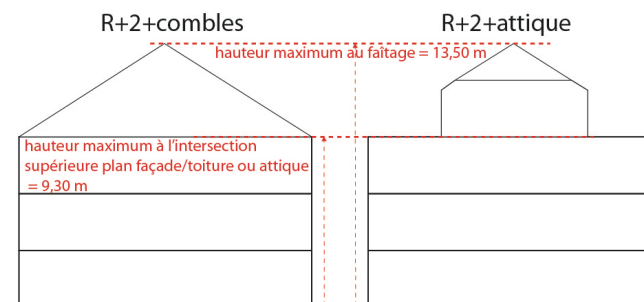 R+2+combles
R+2+attique
hauteur maximum au faîtage = 13,50 m
hauteur maximum à l'intersection
supérieure plan façade/toiture ou attique
= 9,30 m